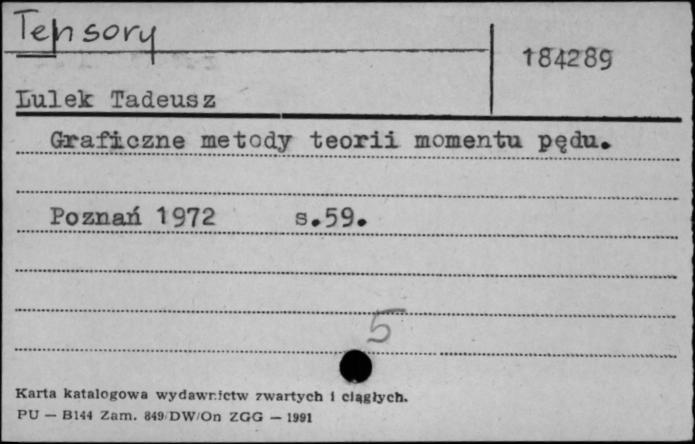 Tensory
184289
Lulek Tadeusz
Graficzne metody teorii momentu pędu.
Poznań 1972 s.59.
5
Karta katalogowa wydawnictw zwartych i ciągłych.
PU — B144 Zam. 849/DW/On ZGG — 1991